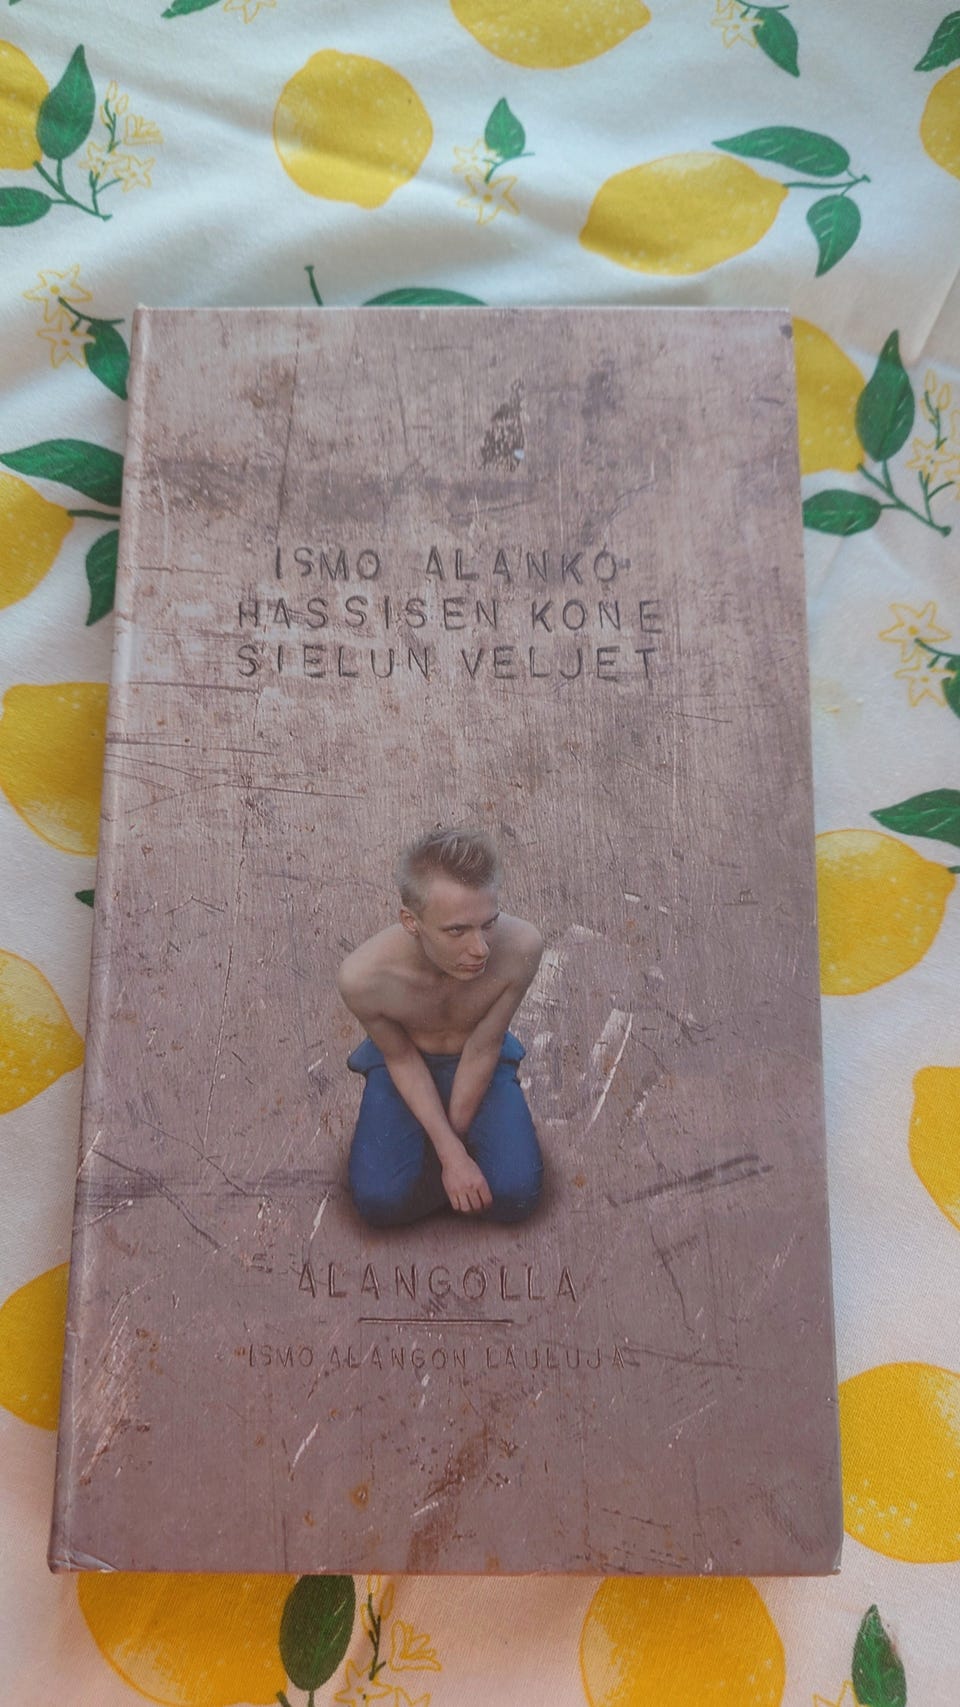 ISMO ALANKO
HASSISEN KONE
SIELUN VELJET
ALANGOLLA
ISMO ALANGON LAULUJA